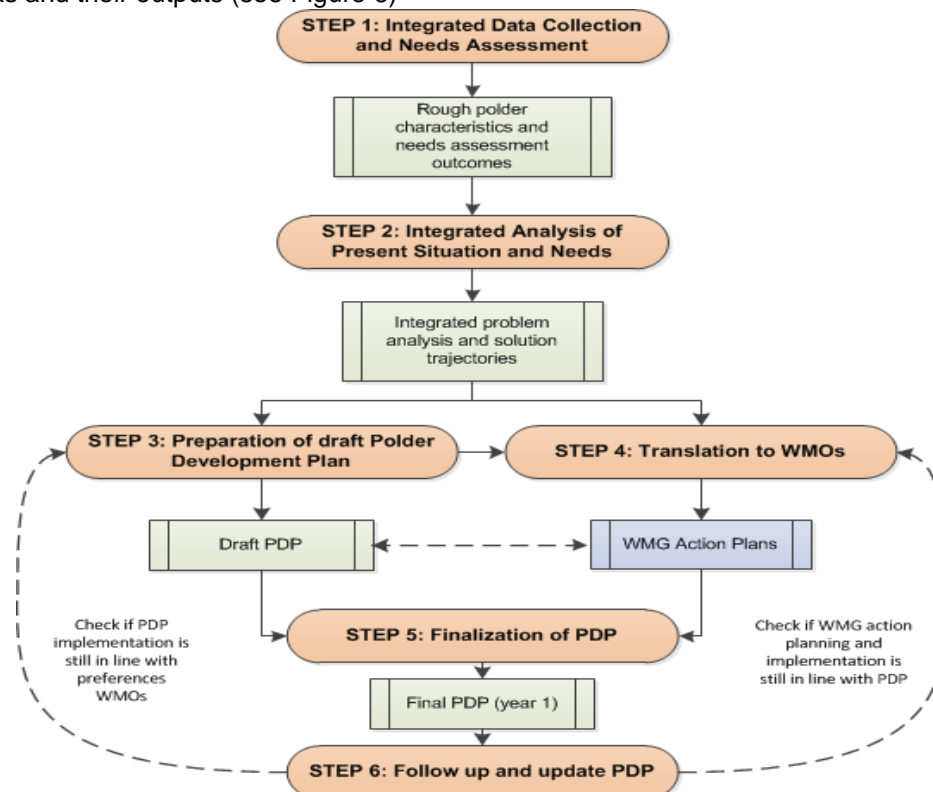 and their outputs (see Figure
STEP 1: Integrated Data Collection
and Needs Assessment
Rough polder
characteristics and
needs assessment
outcomes
STEP 2: Integrated Analysis of
Present Situation and Needs
Integrated problem
analysis and solution
trajectories
STEP 3: Preparation of draft Polder
Development Plan
STEP 4: Translation to WMOs
Draft PDP
WMG Action Plans
Check if PDP
implementation is
still in line with
preferences
WMOs
STEP 5: Finalization of PDP
Check if WMG action
planning and
implementation is
still in line with PDP
Final PDP (year 1)
STEP 6: Follow up and update PDP